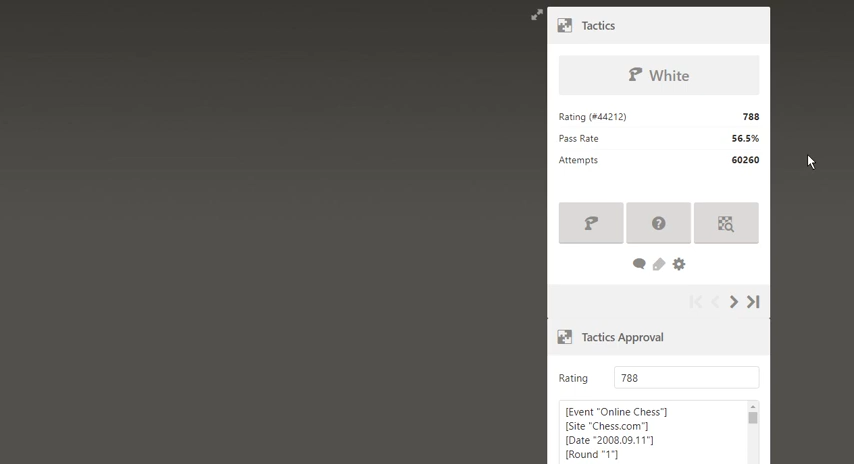 Tactics
White
Rating (#44212) 788
Pass Rate 56.5%
Attempts 60260
Tactics Approval
Rating 788
[Event "Online Chess"]
[Site "Chess.com"]
[Date "2008.09.11"]
[Round "1"]